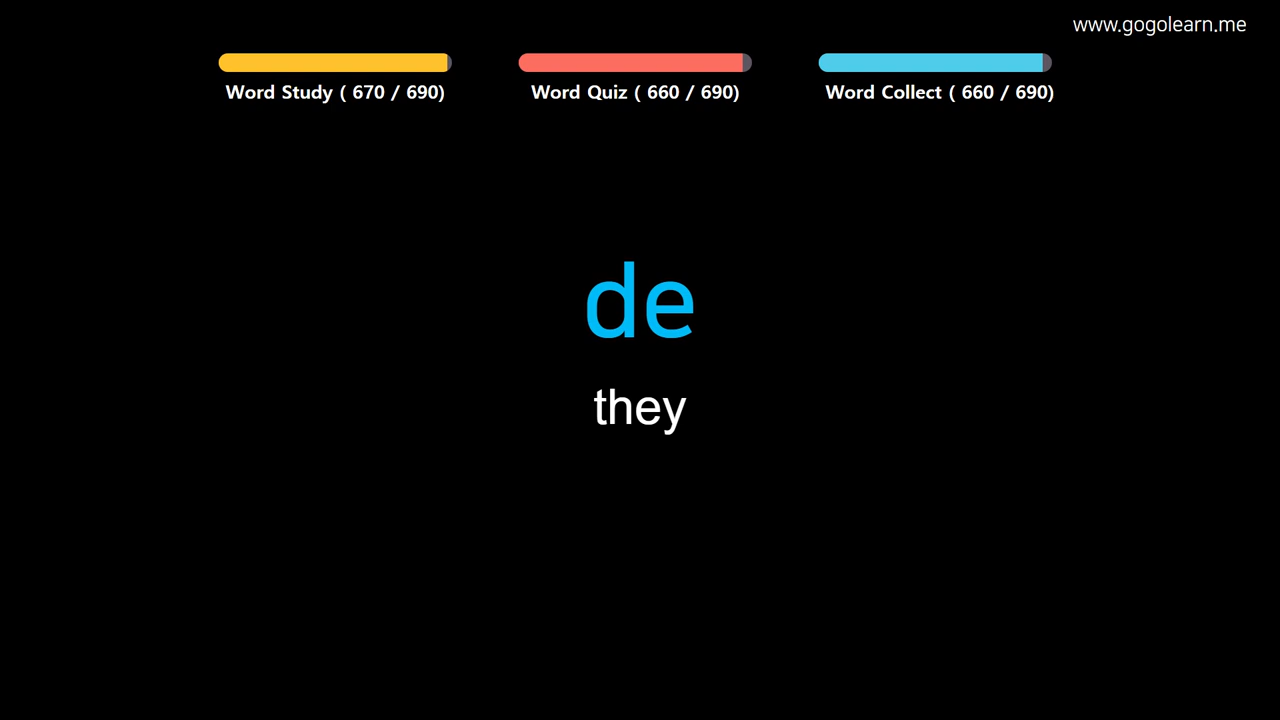 www.gogolearn.me
Word Study ( 670 / 690)
Word Quiz ( 660 / 690)
Word Collect ( 660 / 690)
de
they